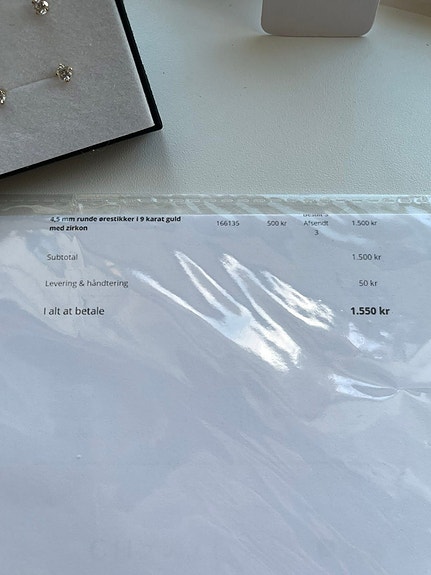 4,5 mm runde ørestikker i 9 karat guld 166135 500 kr Afsendt 1.500 kr
med zirkon 3
Subtotal 1.500 kr
Levering & håndtering 50 kr
I alt at betale 1.550 kr